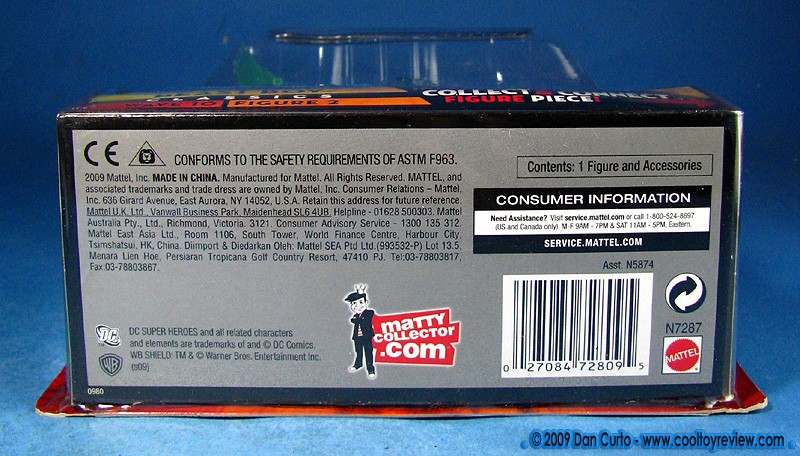 CLASSICS
WAVE 10 FIGURE 2
COLLECT & CONNECT
FIGURE PIECE!
CE
CONFORMS TO THE SAFETY REQUIREMENTS OF ASTM F963.
2009 Mattel, Inc. MADE IN CHINA. Manufactured for Mattel. All Rights Reserved. MATTEL, and
associated trademarks and trade dress are owned by Mattel, Inc. Consumer Relations – Mattel,
Inc. 636 Girard Avenue, East Aurora, NY 14052, U.S.A. Retain this address for future reference.
Mattel U.K. Ltd., Vanwall Business Park, Maidenhead SL6 4UB, Helpline - 01628 500303. Mattel
Australia Pty., Ltd., Richmond, Victoria. 3121. Consumer Advisory Service - 1300 135 312.
Mattel East Asia Ltd., Room 1106, South Tower, World Finance Centre, Harbour City,
Tsimshatsui, HK, China. Diimport & Diedarkan Oleh: Mattel SEA Ptd Ltd.(993532-P) Lot 13.5,
Menara Lien Hoe, Persiaran Tropicana Golf Country Resort, 47410 PJ. Tel:03-78803817,
Fax:03-78803867.
Contents: 1 Figure and Accessories
CONSUMER INFORMATION
Need Assistance? Visit service.mattel.com or call 1-800-524-8697
(US and Canada only) M-F 9AM - 7PM & SAT 11AM - 5PM, Eastern.
SERVICE.MATTEL.COM
Asst. N5874
N7287
MATTEL
0 27084 72809 5
matty
COLLECTOR
.com
DC
DC SUPER HEROES and all related characters
and elements are trademarks of and © DC Comics.
WB
WB SHIELD: TM & © Warner Bros. Entertainment Inc.
(s09)
0980
© 2009 Dan Curto - www.cooltoyreview.com